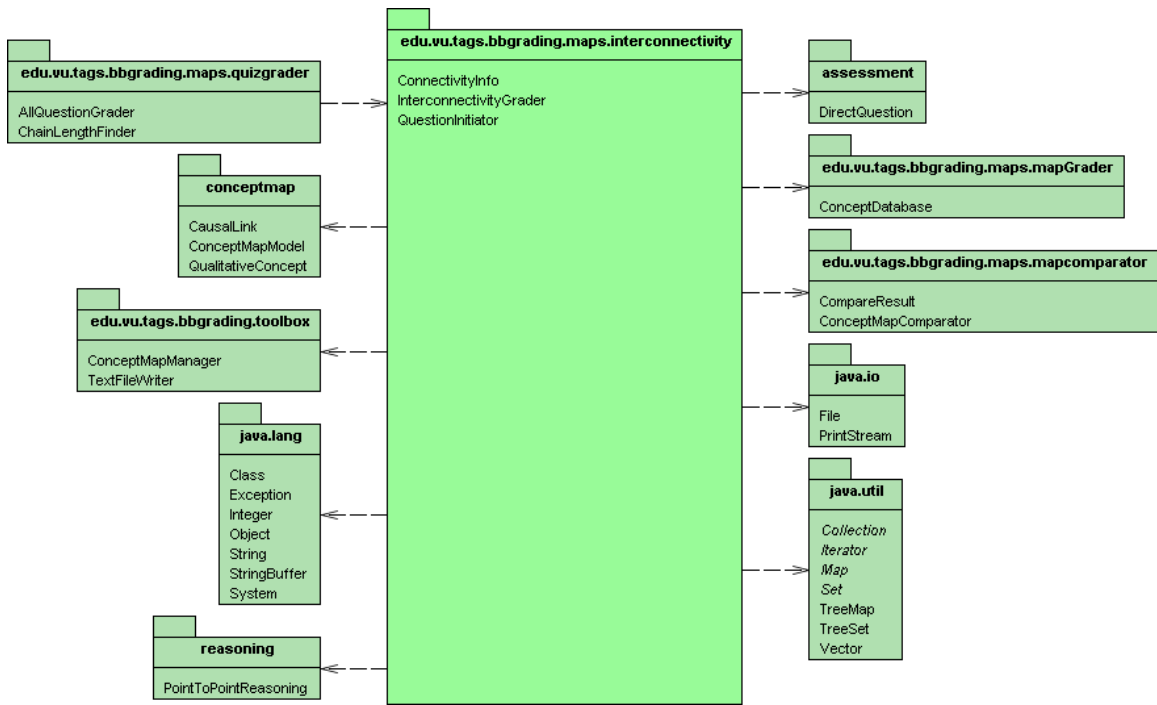 edu.vu.tags.bbgrading.maps.quizgrader
AllQuestionGrader
ChainLengthFinder
conceptmap
CausalLink
ConceptMapModel
QualitativeConcept
edu.vu.tags.bbgrading.toolbox
ConceptMapManager
TextFileWriter
java.lang
Class
Exception
Integer
Object
String
StringBuffer
System
reasoning
PointToPointReasoning
edu.vu.tags.bbgrading.maps.interconnectivity
ConnectivityInfo
InterconnectivityGrader
QuestionInitiator
assessment
DirectQuestion
edu.vu.tags.bbgrading.maps.mapGrader
ConceptDatabase
edu.vu.tags.bbgrading.maps.mapcomparator
CompareResult
ConceptMapComparator
java.io
File
PrintStream
java.util
Collection
Iterator
Map
Set
TreeMap
TreeSet
Vector